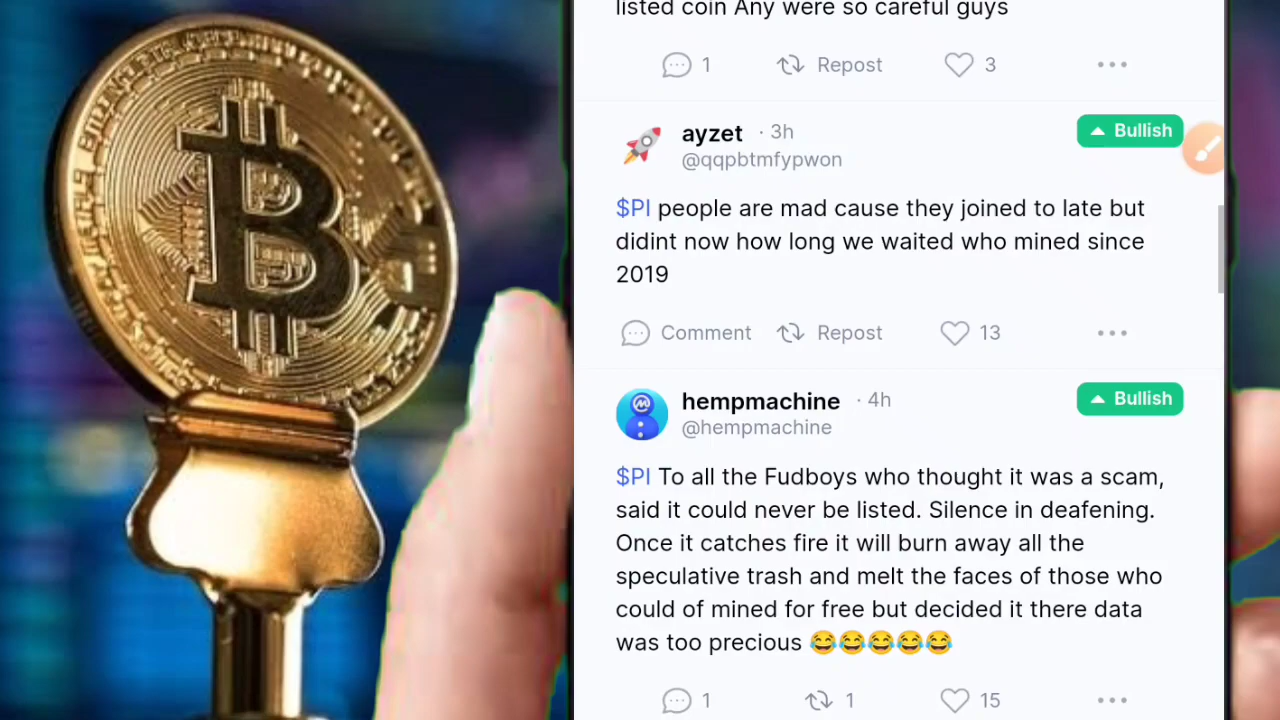 listed coin Any were so careful guys
1 Repost 3
ayzet · 3h
Bullish
@qqpbtmfypwon
$PI people are mad cause they joined to late but
didint now how long we waited who mined since
2019
Comment Repost 13
hempmachine · 4h
Bullish
@hempmachine
$PI To all the Fudboys who thought it was a scam,
said it could never be listed. Silence in deafening.
Once it catches fire it will burn away all the
speculative trash and melt the faces of those who
could of mined for free but decided it there data
was too precious 😂😂😂😂😂
1 1 15